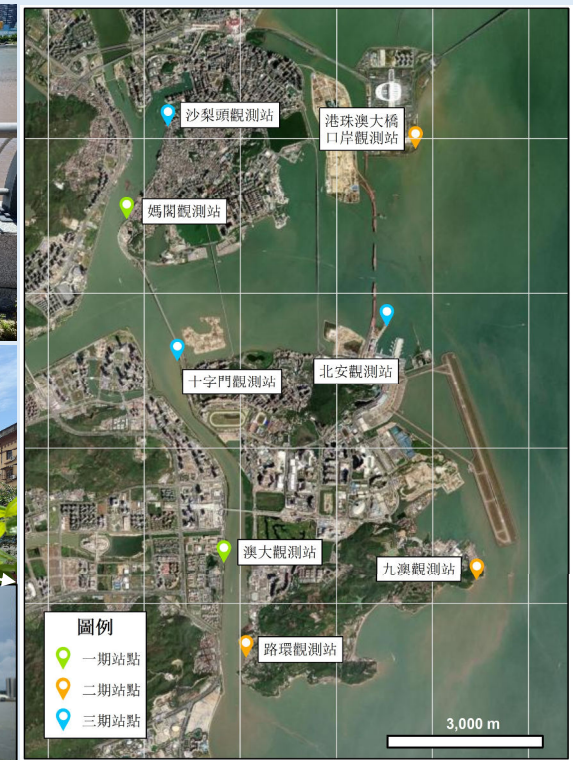 沙梨頭觀測站
港珠澳大橋
口岸觀測站
媽閣觀測站
十字門觀測站
北安觀測站
澳大觀測站
九澳觀測站
路環觀測站
圖例
一期站點
二期站點
三期站點
3,000 m